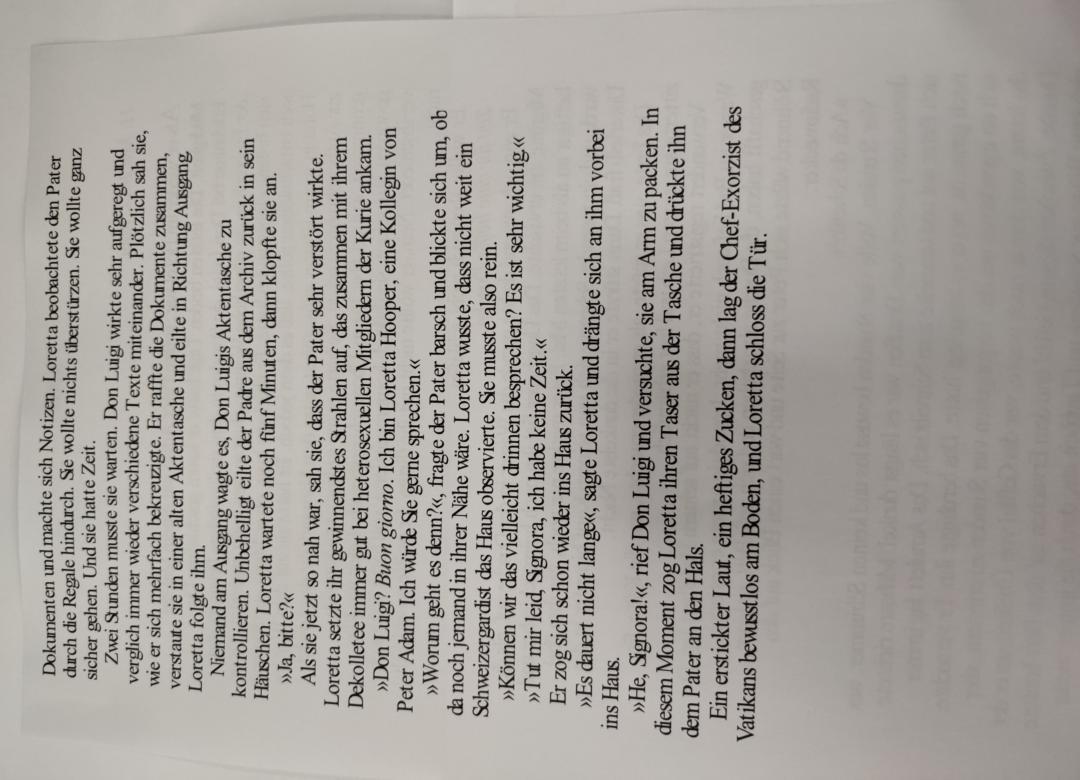 Dokumenten und machte sich Notizen. Loretta beobachtete den Pater
durch die Regale hindurch. Sie wollte nichts überstürzen. Sie wollte ganz
sicher gehen. Und sie hatte Zeit.
Zwei Stunden musste sie warten. Don Luigi wirkte sehr aufgeregt und
verglich immer wieder verschiedene Texte miteinander. Plötzlich sah sie,
wie er sich mehrfach bekreuzigte. Er raffte die Dokumente zusammen,
verstaute sie in einer alten Aktentasche und eilte in Richtung Ausgang.
Loretta folgte ihm.
Niemand am Ausgang wagte es, Don Luigis Aktentasche zu
kontrollieren. Unbehelligt eilte der Padre aus dem Archiv zurück in sein
Häuschen. Loretta wartete noch fünf Minuten, dann klopfte sie an.
»Ja, bitte?«
Als sie jetzt so nah war, sah sie, dass der Pater sehr verstört wirkte.
Loretta setzte ihr gewinnendstes Strahlen auf, das zusammen mit ihrem
Dekolletee immer gut bei heterosexuellen Mitgliedern der Kurie ankam.
»Don Luigi? Buon giorno. Ich bin Loretta Hooper, eine Kollegin von
Peter Adam. Ich würde Sie gerne sprechen.«
»Worum geht es denn?«, fragte der Pater barsch und blickte sich um, ob
da noch jemand in ihrer Nähe wäre. Loretta wusste, dass nicht weit ein
Schweizergardist das Haus observierte. Sie musste also rein.
»Können wir das vielleicht drinnen besprechen? Es ist sehr wichtig.«
»Tut mir leid, Signora, ich habe keine Zeit.«
Er zog sich schon wieder ins Haus zurück.
»Es dauert nicht lange«, sagte Loretta und drängte sich an ihm vorbei
ins Haus.
»He, Signora!«, rief Don Luigi und versuchte, sie am Arm zu packen. In
diesem Moment zog Loretta ihren Taser aus der Tasche und drückte ihn
dem Pater an den Hals.
Ein erstickter Laut, ein heftiges Zucken, dann lag der Chef-Exorzist des
Vatikans bewusstlos am Boden, und Loretta schloss die Tür.